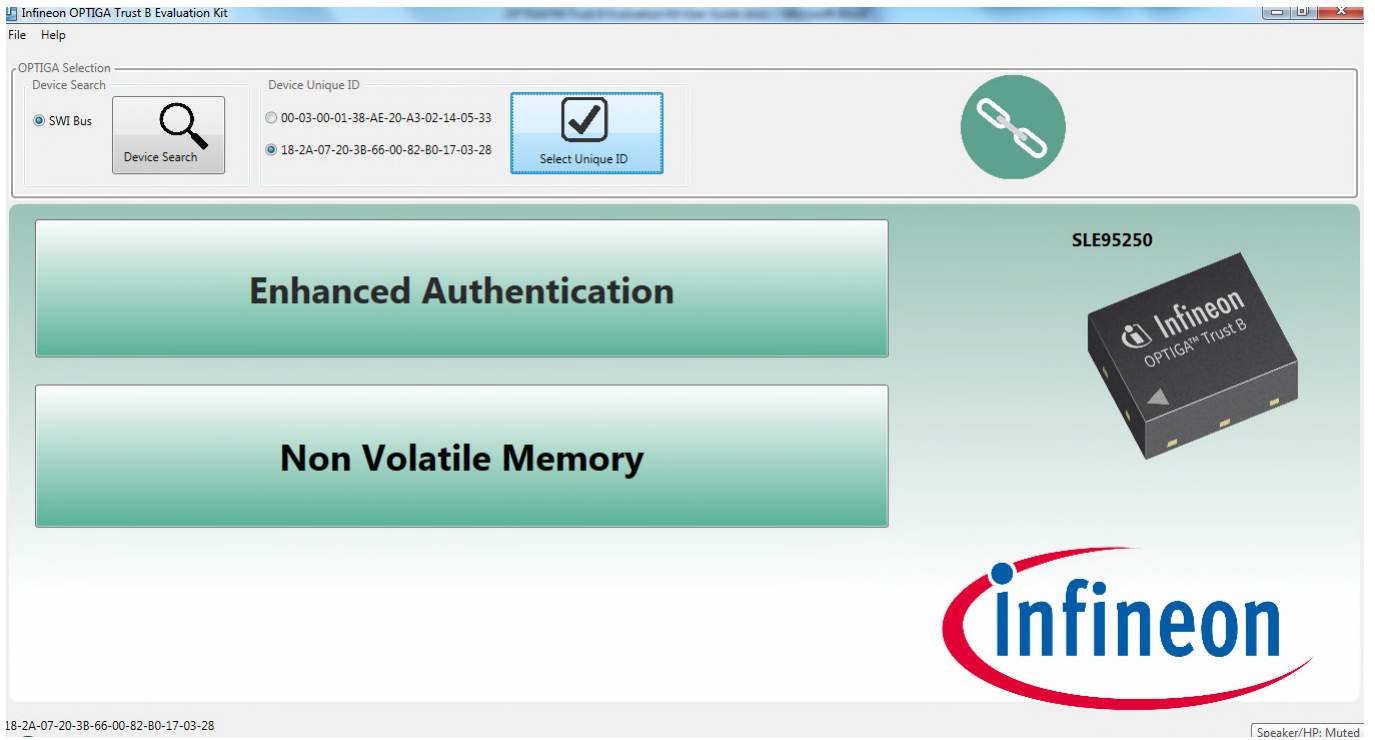 Infineon OPTIGA Trust B Evaluation Kit
File Help
OPTIGA Selection
Device Search
Device Unique ID
SWI Bus
Device Search
00-03-00-01-38-AE-20-A3-02-14-05-33
18-2A-07-20-3B-66-00-82-B0-17-03-28
Select Unique ID
Enhanced Authentication
Non Volatile Memory
SLE95250
Infineon
OPTIGA™ Trust B
infineon
18-2A-07-20-3B-66-00-82-B0-17-03-28
Speaker/HP: Muted